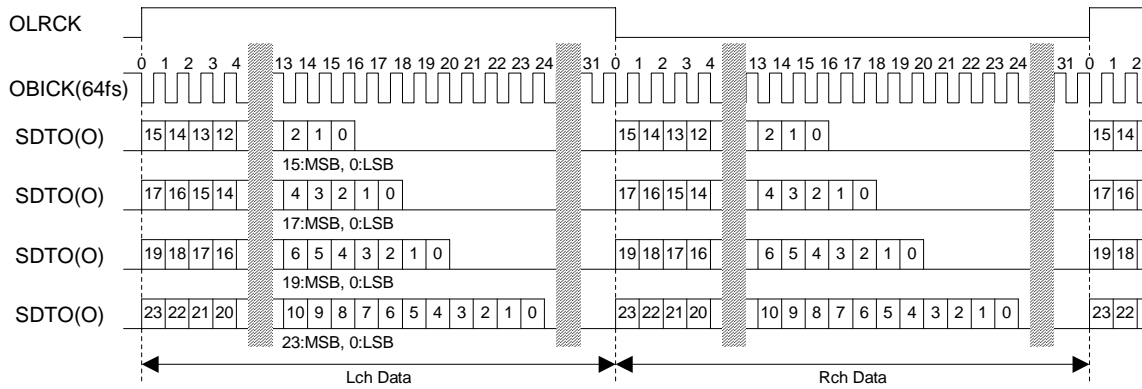 OLRCK
0 1 2 3 4 13 14 15 16 17 18 19 20 21 22 23 24 31 0 1 2 3 4 13 14 15 16 17 18 19 20 21 22 23 24 31 0 1 2
OBICK(64fs)
SDTO(O) 15 14 13 12 2 1 0 15 14 13 12 2 1 0 15 14
15:MSB, 0:LSB
SDTO(O) 17 16 15 14 4 3 2 1 0 17 16 15 14 4 3 2 1 0 17 16
17:MSB, 0:LSB
SDTO(O) 19 18 17 16 6 5 4 3 2 1 0 19 18 17 16 6 5 4 3 2 1 0 19 18
19:MSB, 0:LSB
SDTO(O) 23 22 21 20 10 9 8 7 6 5 4 3 2 1 0 23 22 21 20 10 9 8 7 6 5 4 3 2 1 0 23 22
23:MSB, 0:LSB
Lch Data Rch Data